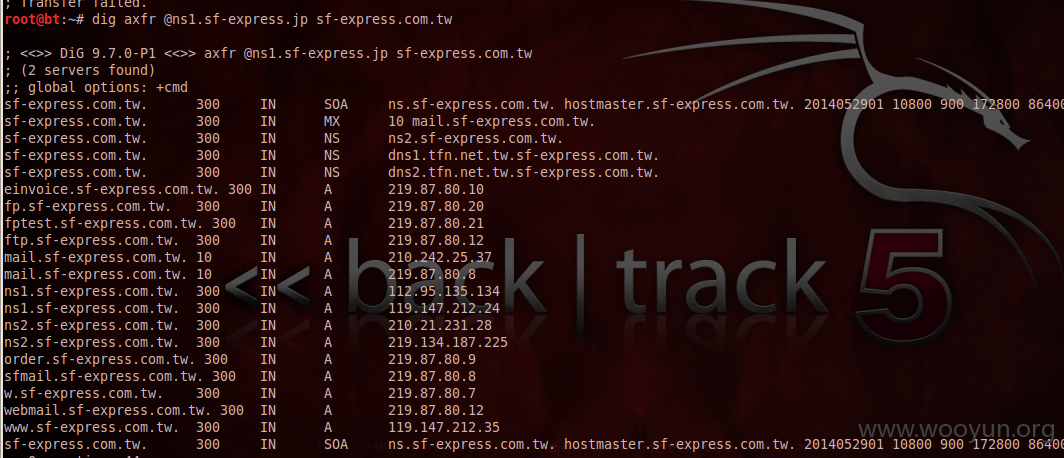 ; Transfer failed.
root@bt:~# dig axfr @ns1.sf-express.jp sf-express.com.tw
; <<>> DiG 9.7.0-P1 <<>> axfr @ns1.sf-express.jp sf-express.com.tw
; (2 servers found)
;; global options: +cmd
sf-express.com.tw. 300 IN SOA ns.sf-express.com.tw. hostmaster.sf-express.com.tw. 2014052901 10800 900 172800 86400
sf-express.com.tw. 300 IN MX 10 mail.sf-express.com.tw.
sf-express.com.tw. 300 IN NS ns2.sf-express.com.tw.
sf-express.com.tw. 300 IN NS dns1.tfn.net.tw.sf-express.com.tw.
sf-express.com.tw. 300 IN NS dns2.tfn.net.tw.sf-express.com.tw.
einvoice.sf-express.com.tw. 300 IN A 219.87.80.10
fp.sf-express.com.tw. 300 IN A 219.87.80.20
fptest.sf-express.com.tw. 300 IN A 219.87.80.21
ftp.sf-express.com.tw. 300 IN A 219.87.80.12
mail.sf-express.com.tw. 10 IN A 210.242.25.37
mail.sf-express.com.tw. 10 IN A 219.87.80.8
ns1.sf-express.com.tw. 300 IN A 112.95.135.134
ns1.sf-express.com.tw. 300 IN A 119.147.212.24
ns2.sf-express.com.tw. 300 IN A 210.21.231.28
ns2.sf-express.com.tw. 300 IN A 219.134.187.225
order.sf-express.com.tw. 300 IN A 219.87.80.9
sfmail.sf-express.com.tw. 300 IN A 219.87.80.8
w.sf-express.com.tw. 300 IN A 219.87.80.7
webmail.sf-express.com.tw. 300 IN A 219.87.80.12
www.sf-express.com.tw. 300 IN A 119.147.212.35
sf-express.com.tw. 300 IN SOA ns.sf-express.com.tw. hostmaster.sf-express.com.tw. 2014052901 10800 900 172800 86400
<< back | track 5
www.wooyun.org